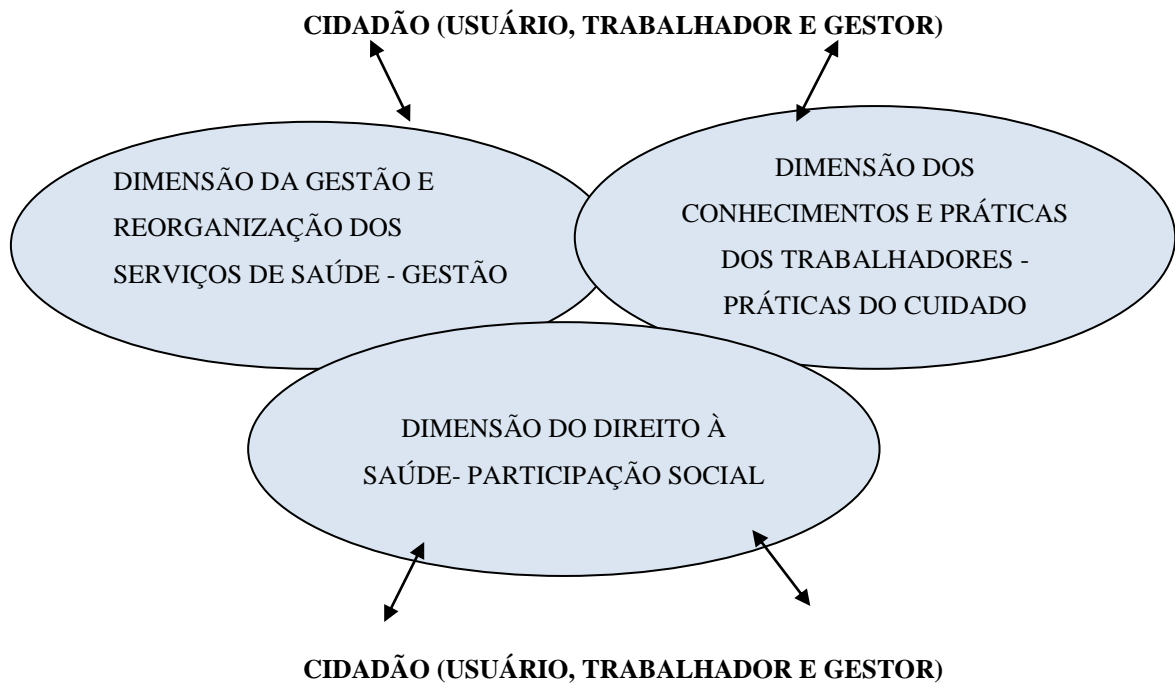 CIDADÃO (USUÁRIO, TRABALHADOR E GESTOR)
DIMENSÃO DA GESTÃO E
REORGANIZAÇÃO DOS
SERVIÇOS DE SAÚDE - GESTÃO
DIMENSÃO DOS
CONHECIMENTOS E PRÁTICAS
DOS TRABALHADORES -
PRÁTICAS DO CUIDADO
DIMENSÃO DO DIREITO À
SAÚDE- PARTICIPAÇÃO SOCIAL
CIDADÃO (USUÁRIO, TRABALHADOR E GESTOR)